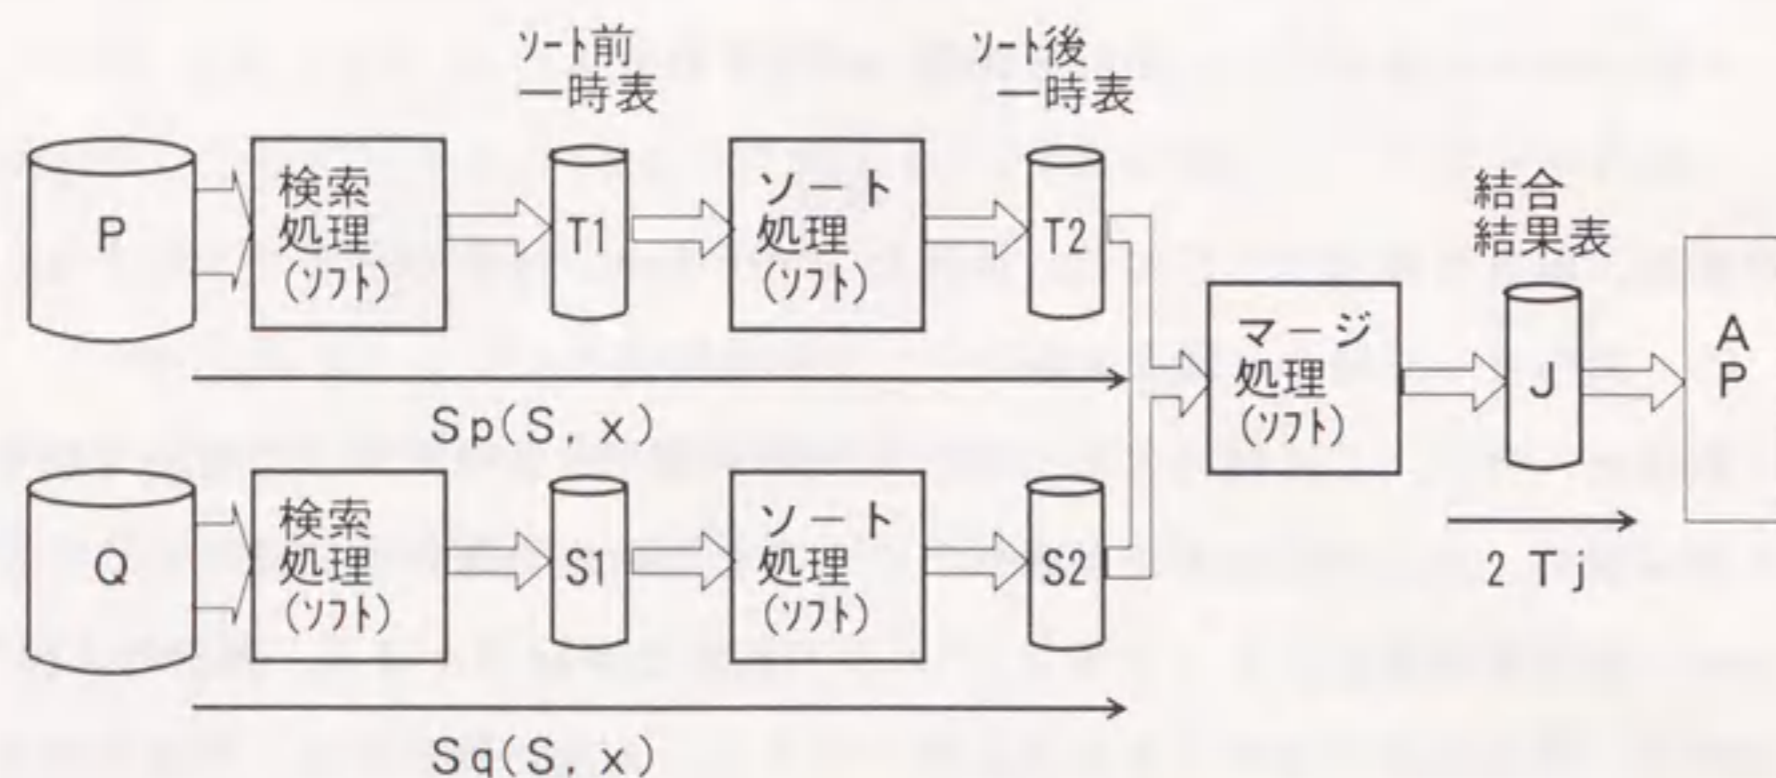 ソート前
一時表
ソート後
一時表
P
検索
処理
(ソフト)
T1
ソート
処理
(ソフト)
T2
結合
結果表
マージ
処理
(ソフト)
J
A
P
Sp(S, x)
Q
検索
処理
(ソフト)
S1
ソート
処理
(ソフト)
S2
2 Tj
Sq(S, x)